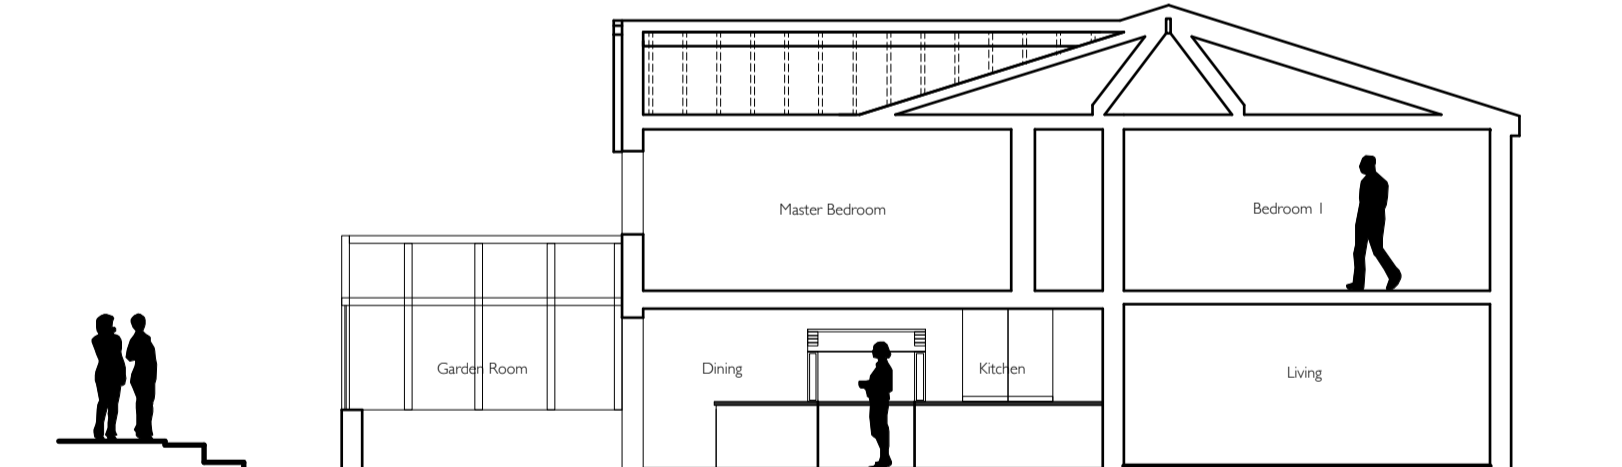 Master Bedroom
Bedroom 1
Garden Room
Dining
Kitchen
Living